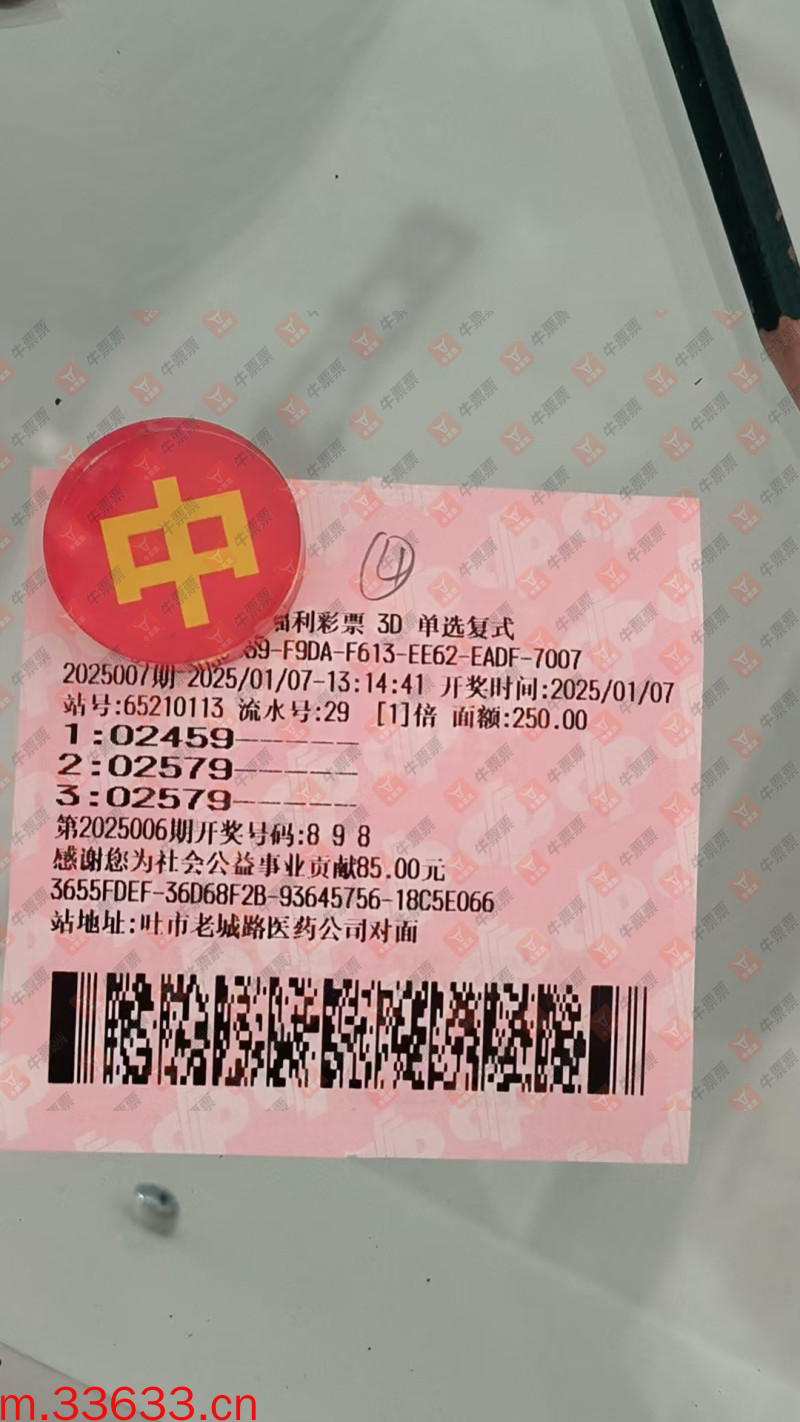 中
④
福利彩票 3D 单选复式
69-F9DA-F613-EE62-EADF-7007
2025007期 2025/01/07-13:14:41 开奖时间:2025/01/07
站号:65210113 流水号:29 [1]倍 面额:250.00
1:02459-----
2:02579-----
3:02579-----
第2025006期开奖号码:8 9 8
感谢您为社会公益事业贡献85.00元
3655FDEF-36D68F2B-93645756-18C5E066
站地址:吐市老城路医药公司对面
牛票票
m.33633.cn